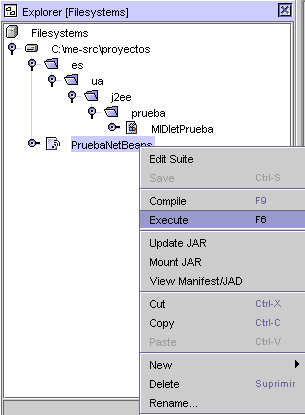 Explorer [Filesystems]
Filesystems
C:\me-src\proyectos
es
ua
j2ee
prueba
MIDletPrueba
PruebaNetBeans
Edit Suite
Save Ctrl-S
Compile F9
Execute F6
Update JAR
Mount JAR
View Manifest/JAD
Cut Ctrl-X
Copy Ctrl-C
Paste Ctrl-V
New
Delete Suprimir
Rename...